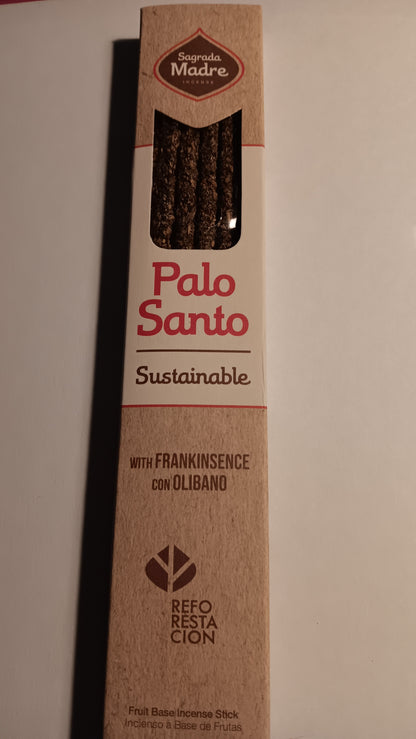 Sagrada
Madre
INCENSE
Palo
Santo
Sustainable
WITH FRANKINSENCE
CON OLIBANO
REFO
RESTA
CION
Fruit Base Incense Stick
Incienso à Base de Frutas